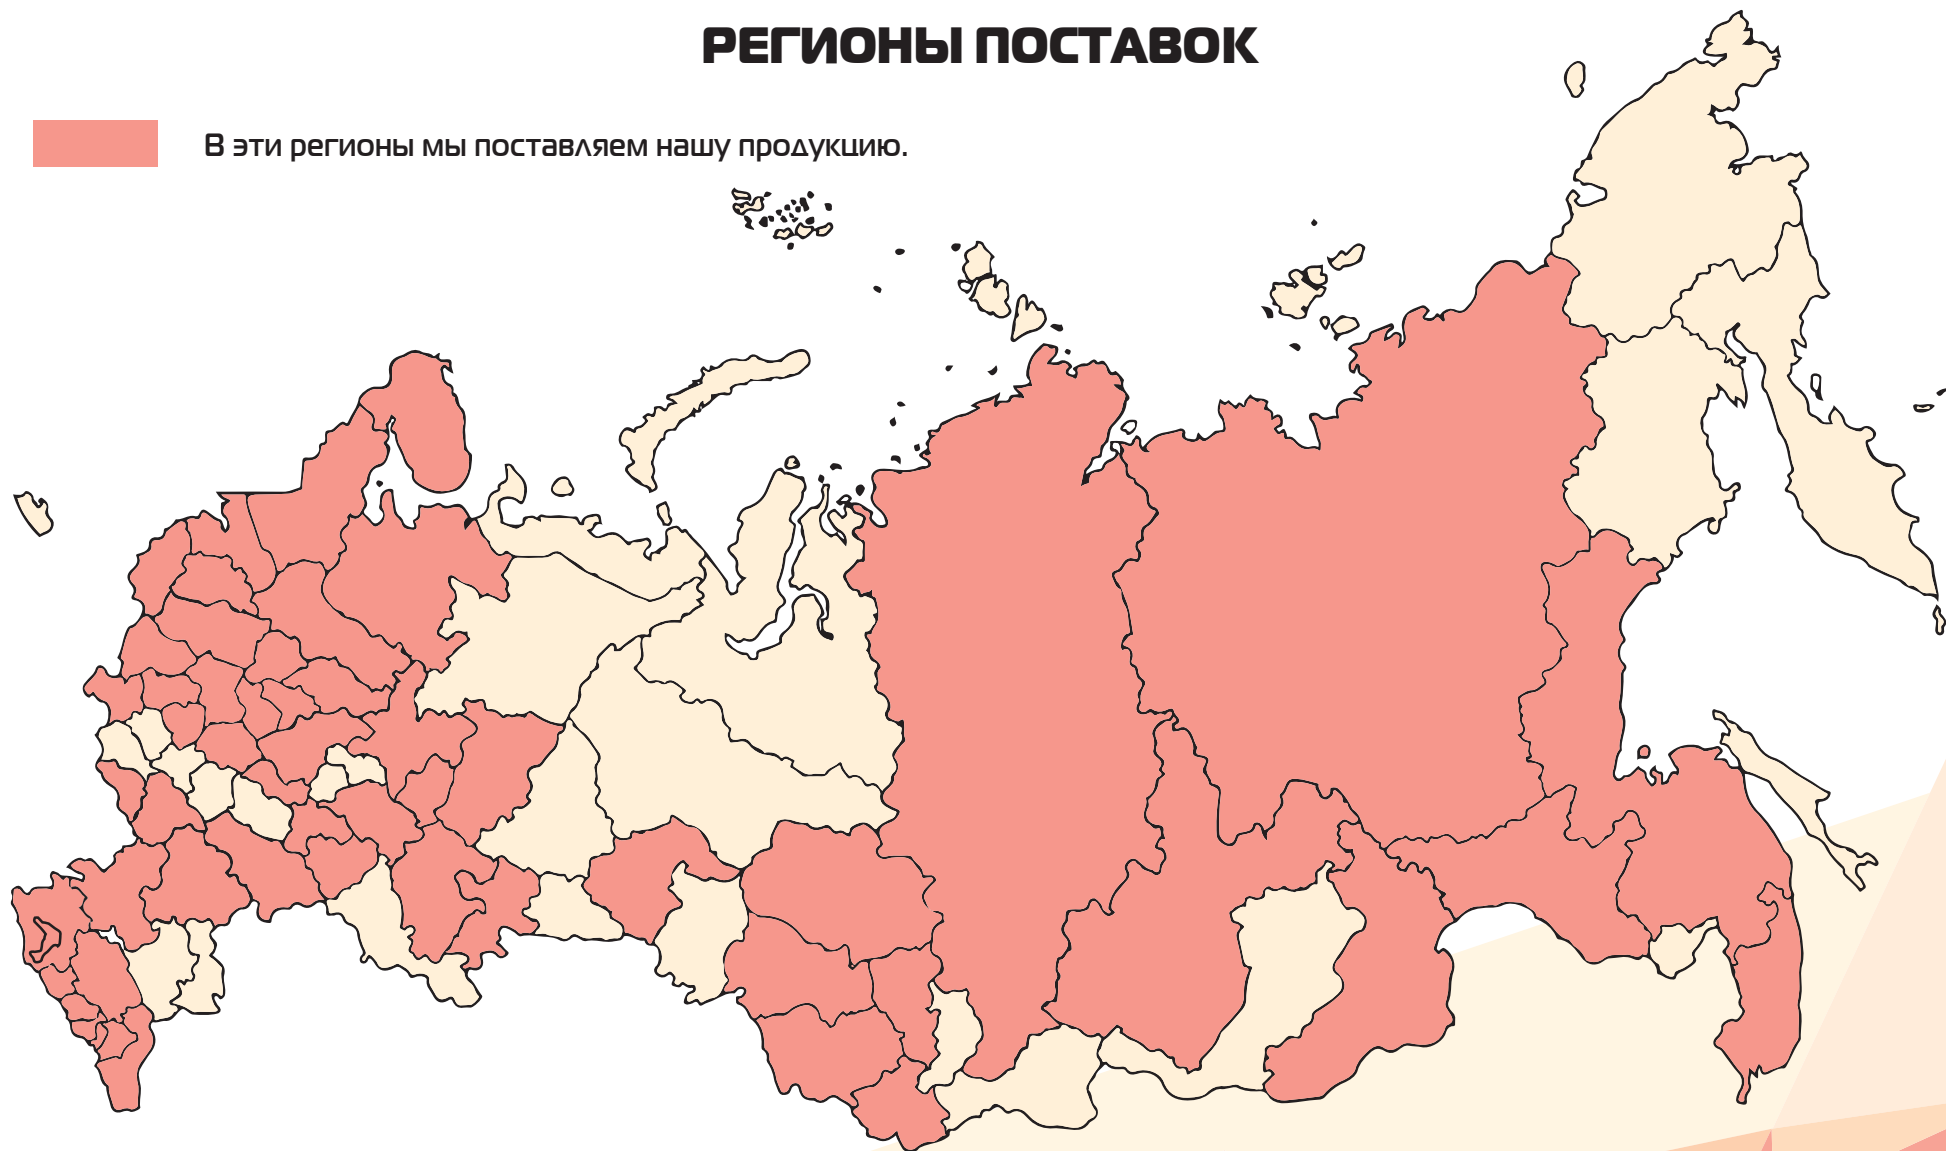 РЕГИОНЫ ПОСТАВОК
В эти регионы мы поставляем нашу продукцию.